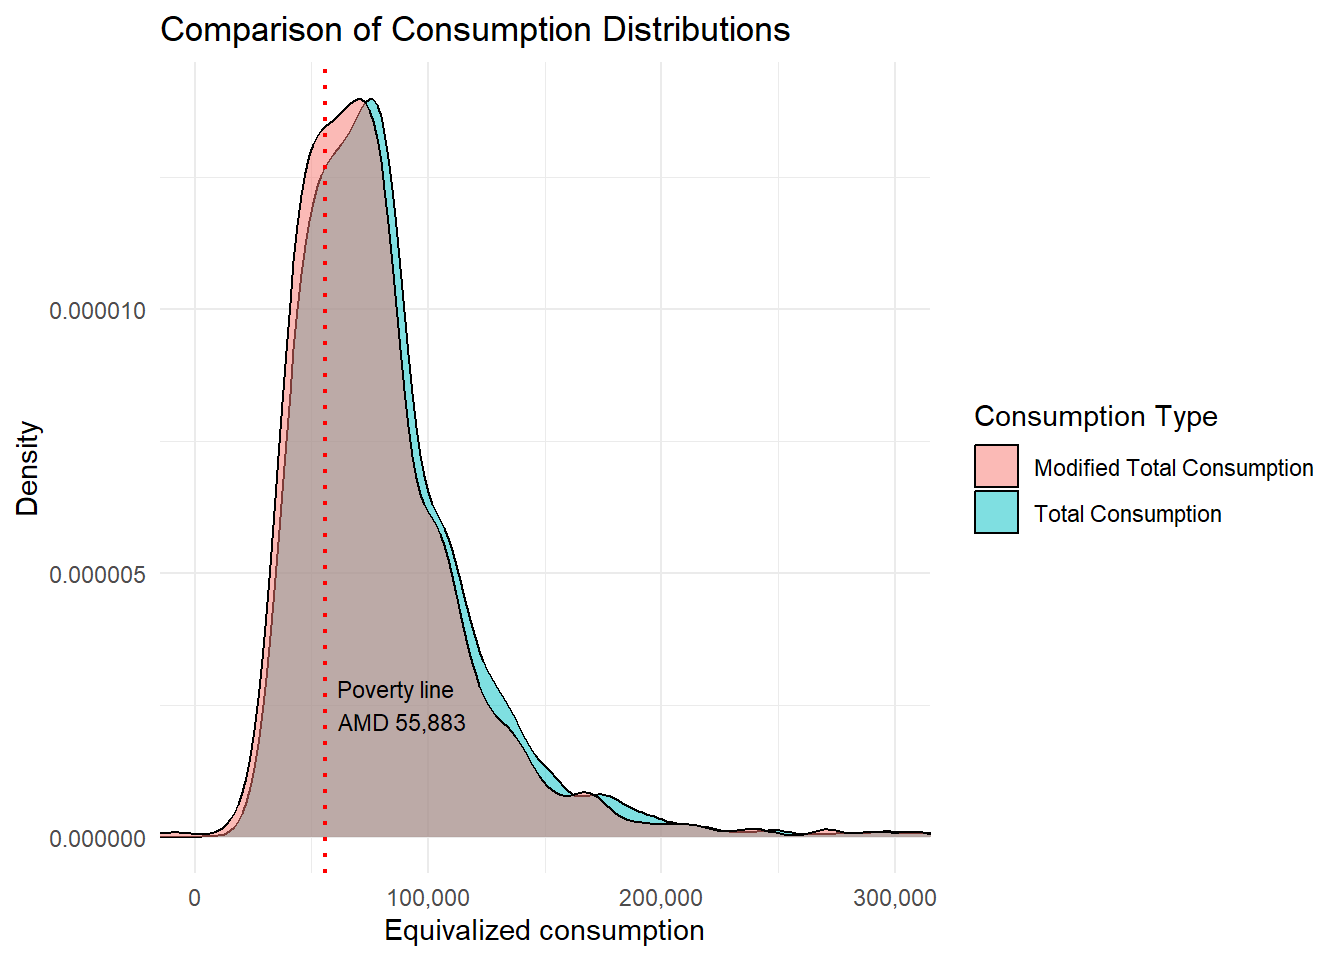 Comparison of Consumption Distributions
Density
0.000010
0.000005
0.000000
Poverty line
AMD 55,883
0
100,000
200,000
300,000
Equivalized consumption
Consumption Type
Modified Total Consumption
Total Consumption